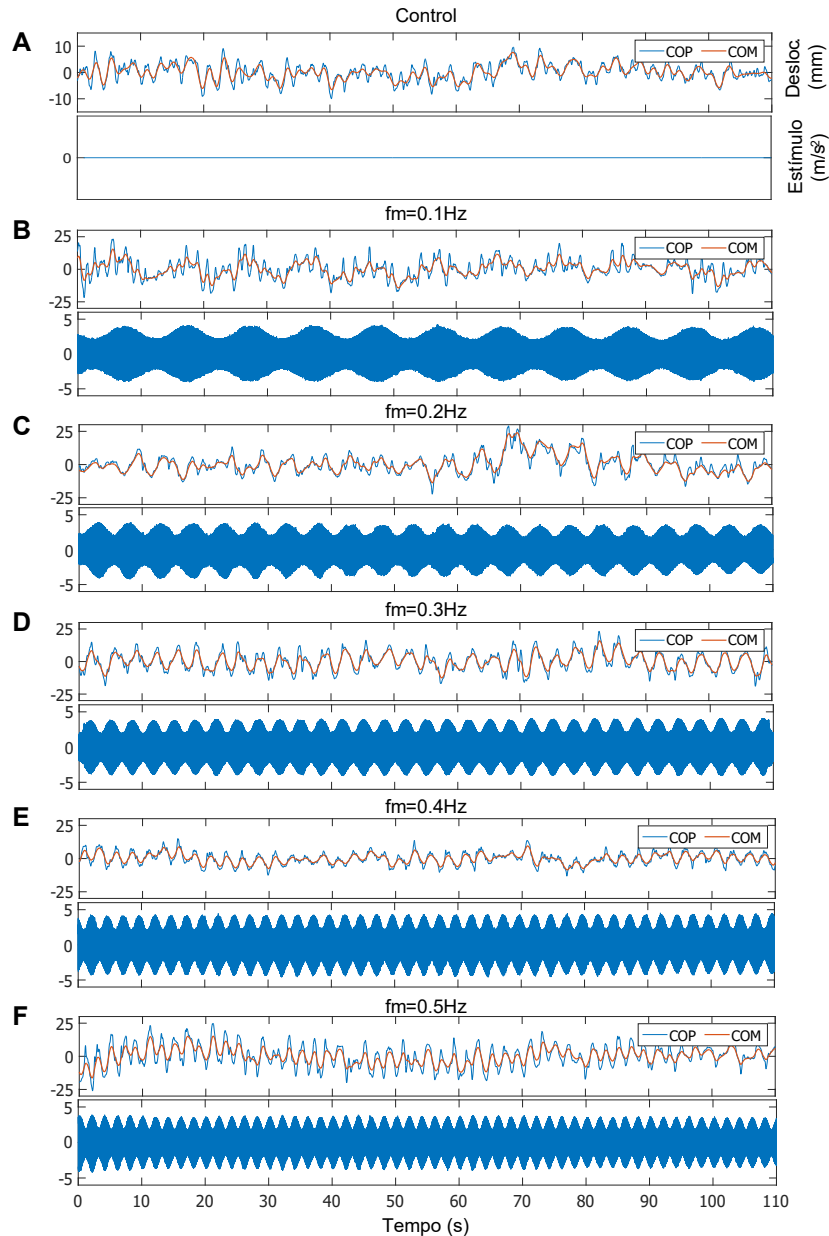 Control
A
10
0
-10
COP COM
Desloc. (mm)
0
Estímulo (m/s²)
fm=0.1Hz
B
25
0
-25
COP COM
5
0
-5
fm=0.2Hz
C
25
0
-25
COP COM
5
0
-5
fm=0.3Hz
D
25
0
-25
COP COM
5
0
-5
fm=0.4Hz
E
25
0
-25
COP COM
5
0
-5
fm=0.5Hz
F
25
0
-25
COP COM
5
0
-5
0 10 20 30 40 50 60 70 80 90 100 110
Tempo (s)